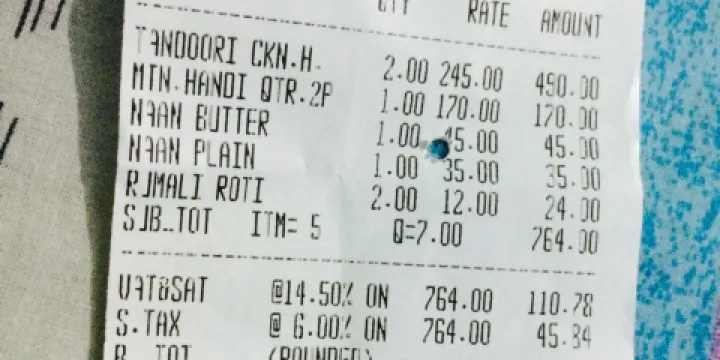 QTY RATE AMOUNT
TANDOORI CKN.H. 2.00 245.00 490.00
MTN.HANDI QTR.2P 1.00 170.00 170.00
NAAN BUTTER 1.00 45.00 45.00
NAAN PLAIN 1.00 35.00 35.00
RUMALI ROTI 2.00 12.00 24.00
SUB_TOT ITM= 5 Q=7.00 764.00
VAT&SAT @14.50% ON 764.00 110.78
S.TAX @ 6.00% ON 764.00 45.84
R. TOT (ROUNDED)